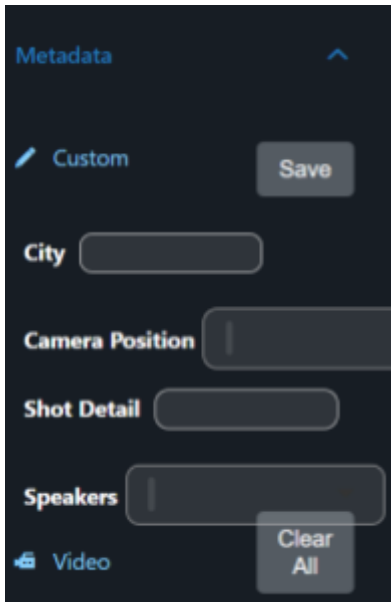 Metadata
Custom
Save
City
Camera Position
Shot Detail
Speakers
Clear
All
Video